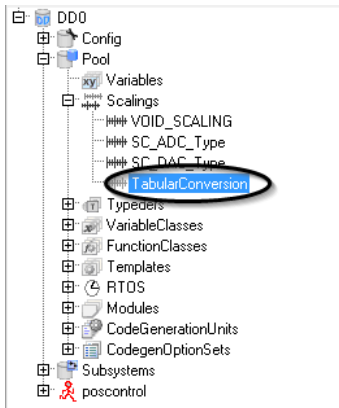 DD0
Config
Pool
Variables
Scalings
VOID_SCALING
SC_ADC_Type
SC_DAC_Type
TabularConversion
Typedefs
VariableClasses
FunctionClasses
Templates
RTOS
Modules
CodeGenerationUnits
CodegenOptionSets
Subsystems
poscontrol